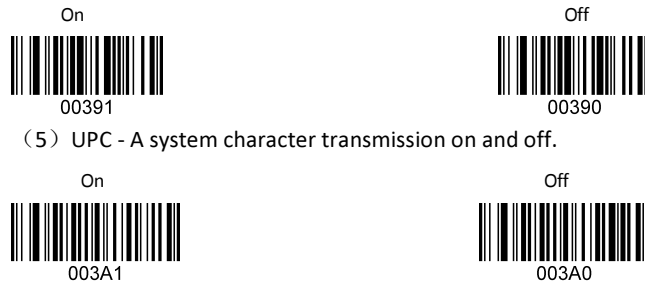 On Off
00391 00390
（5）UPC - A system character transmission on and off.
On Off
003A1 003A0